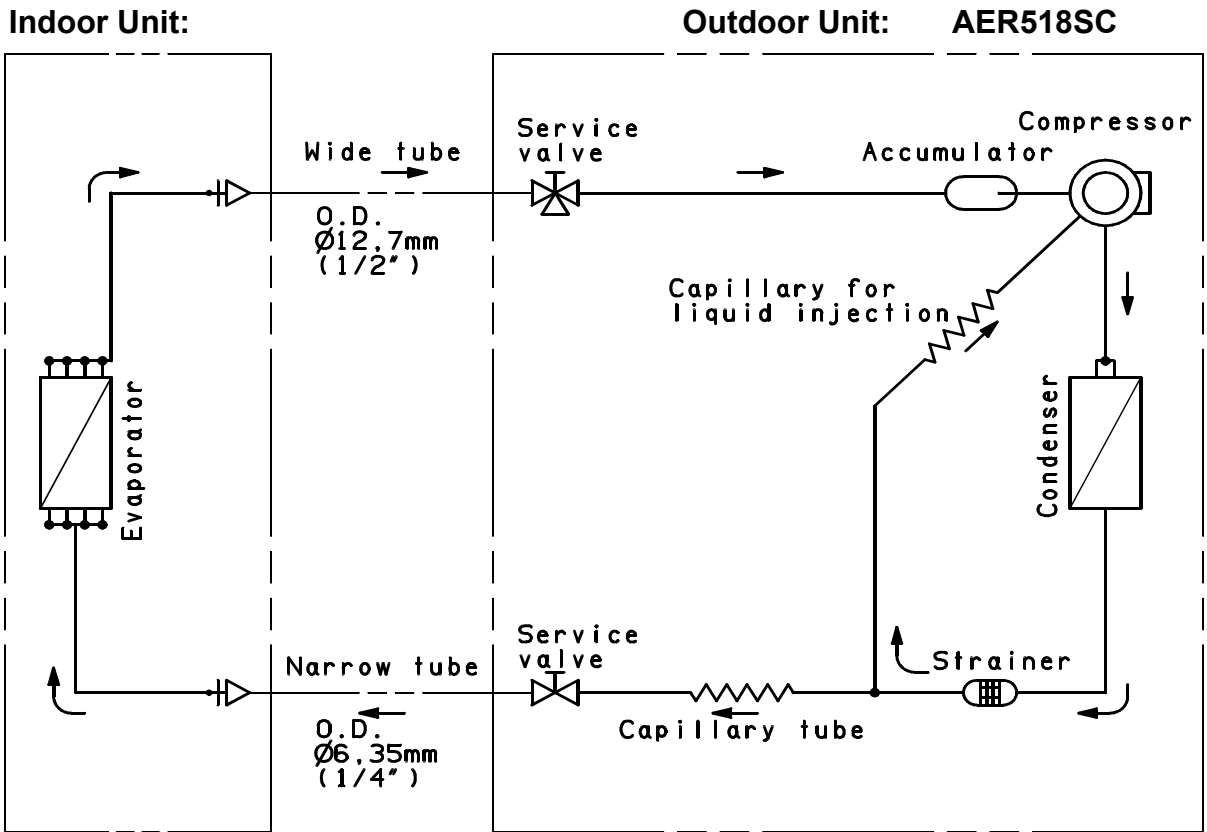 Indoor Unit:
Outdoor Unit: AER518SC
Wide tube
O.D.
Ø12,7mm
(1/2″)
Service
valve
Accumulator
Compressor
Capillary for
liquid injection
Evaporator
Condenser
Narrow tube
O.D.
Ø6,35mm
(1/4″)
Service
valve
Capillary tube
Strainer